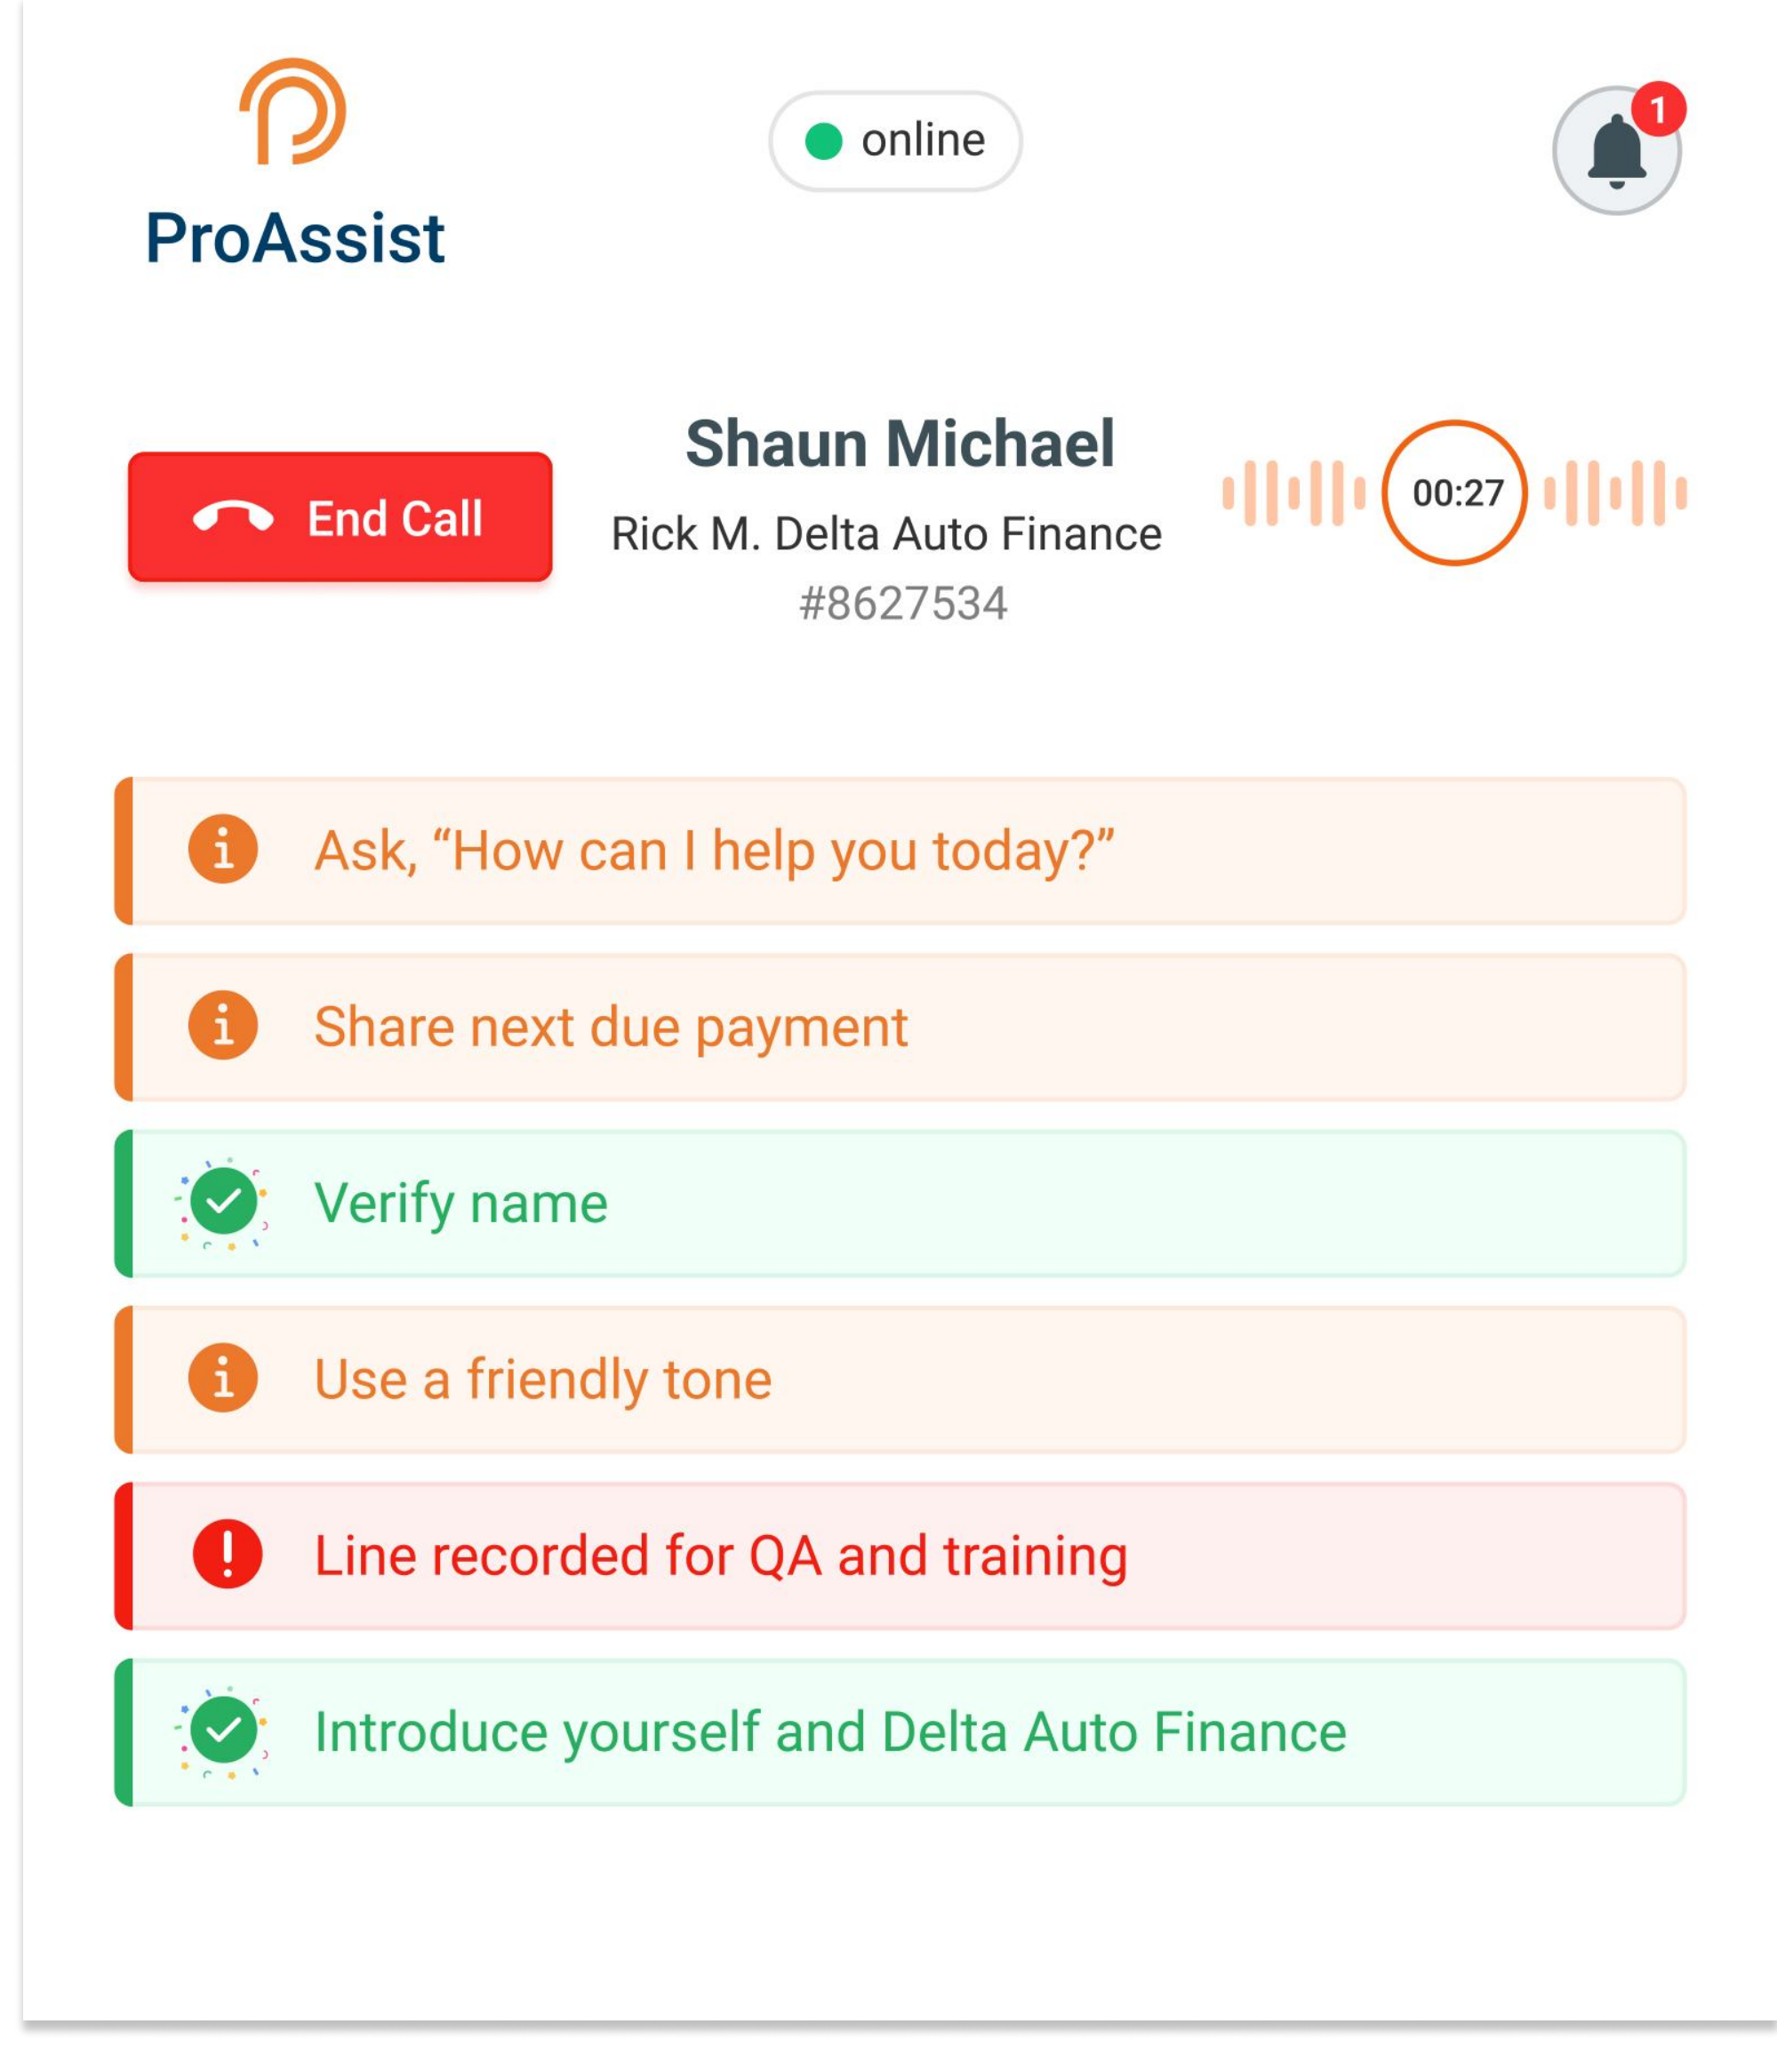 ProAssist
online
1
End Call
Shaun Michael
Rick M. Delta Auto Finance
#8627534
00:27
Ask, “How can I help you today?”
Share next due payment
Verify name
Use a friendly tone
Line recorded for QA and training
Introduce yourself and Delta Auto Finance